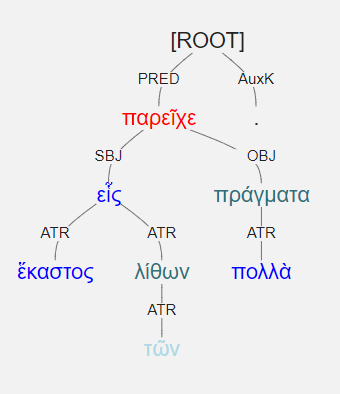 [ROOT]
PRED AuxK
παρεῖχε .
SBJ OBJ
εἷς πράγματα
ATR ATR ATR
ἕκαστος λίθων πολλὰ
ATR
τῶν